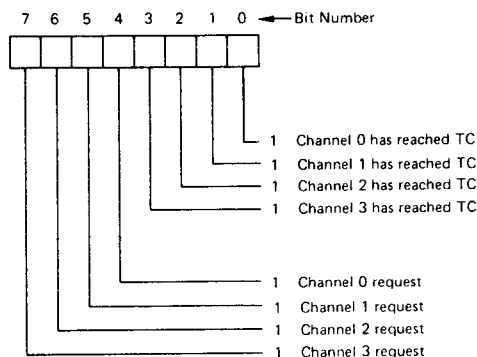 7 6 5 4 3 2 1 0 Bit Number
1 Channel 0 has reached TC
1 Channel 1 has reached TC
1 Channel 2 has reached TC
1 Channel 3 has reached TC
1 Channel 0 request
1 Channel 1 request
1 Channel 2 request
1 Channel 3 request